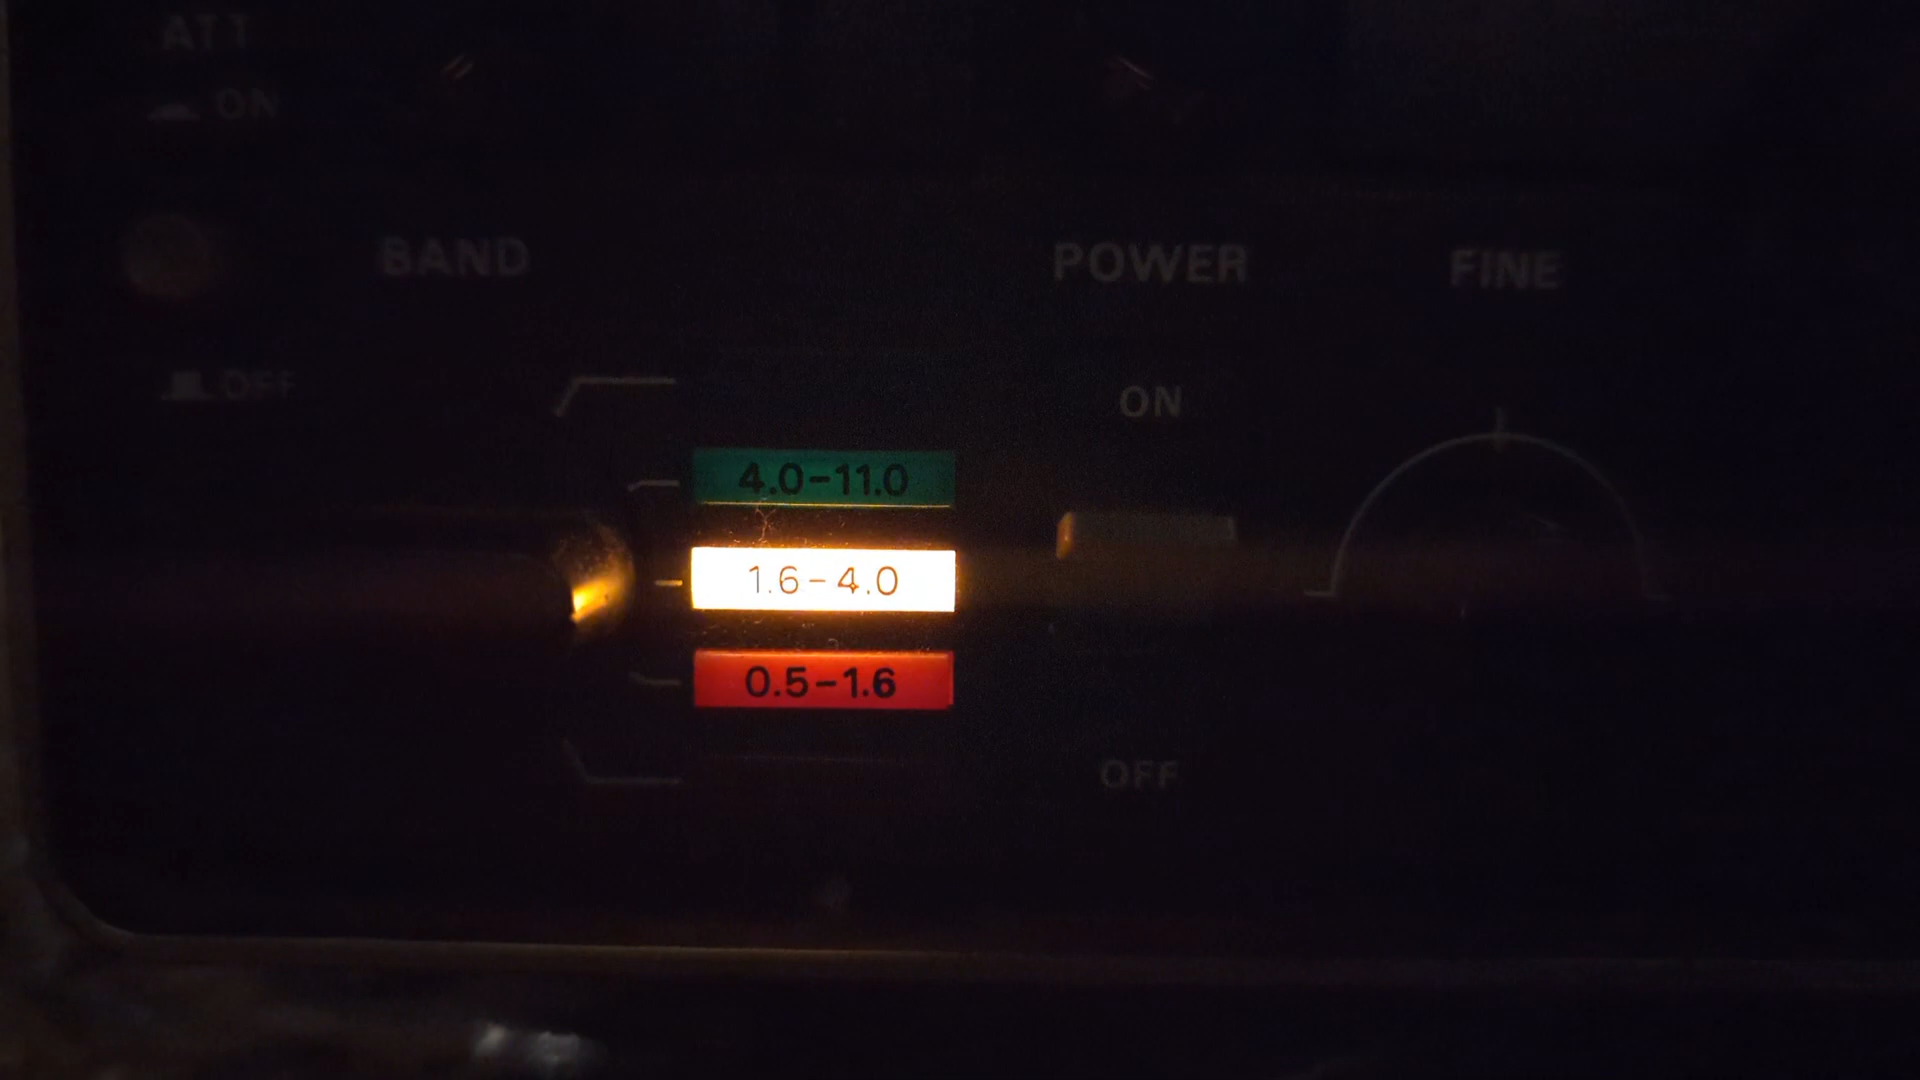 ATT
ON
BAND
POWER
FINE
OFF
ON
4.0-11.0
1.6-4.0
0.5-1.6
OFF